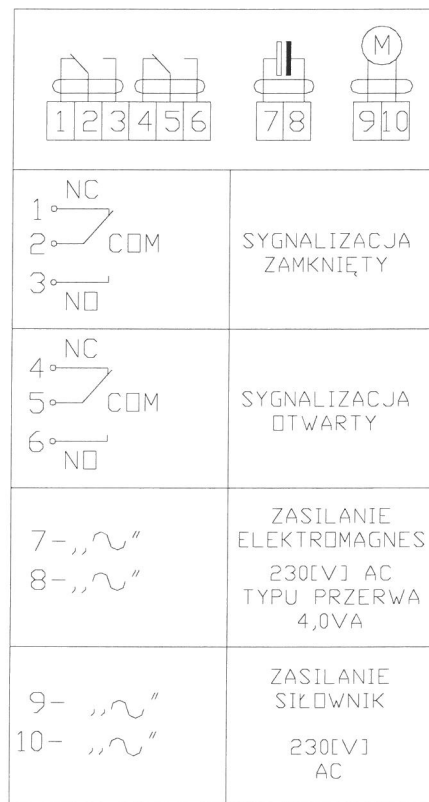 M
1 2 3 4 5 6 7 8 9 10
NC
1
2 COM
3
NO
SYGNALIZACJA
ZAMKNIĘTY
NC
4
5 COM
6
NO
SYGNALIZACJA
OTWARTY
7-„~”
8-„~”
ZASILANIE
ELEKTROMAGNES
230[V] AC
TYPU PRZERWA
4,0VA
9- „~”
10- „~”
ZASILANIE
SIŁOWNIK
230[V]
AC